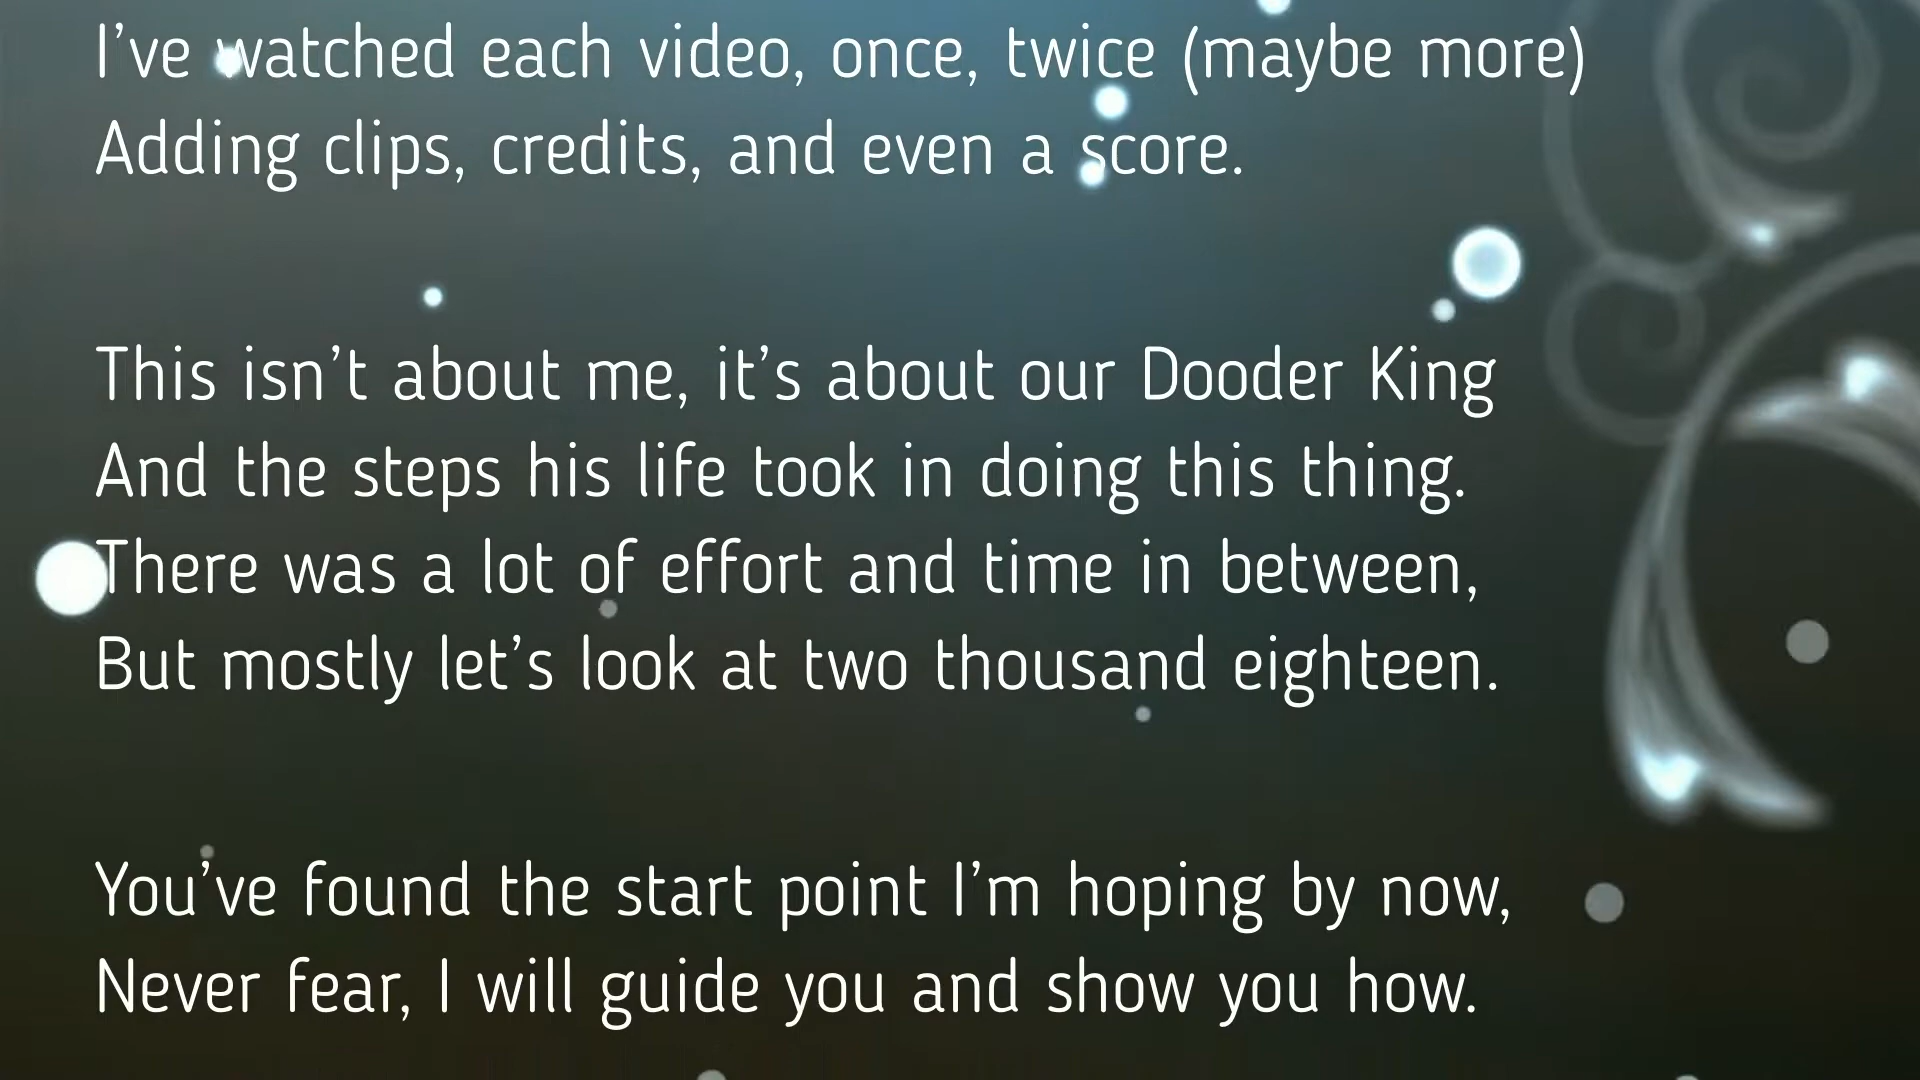 I’ve watched each video, once, twice (maybe more)
Adding clips, credits, and even a score.
This isn’t about me, it’s about our Dooder King
And the steps his life took in doing this thing.
There was a lot of effort and time in between,
But mostly let’s look at two thousand eighteen.
You’ve found the start point I’m hoping by now,
Never fear, I will guide you and show you how.